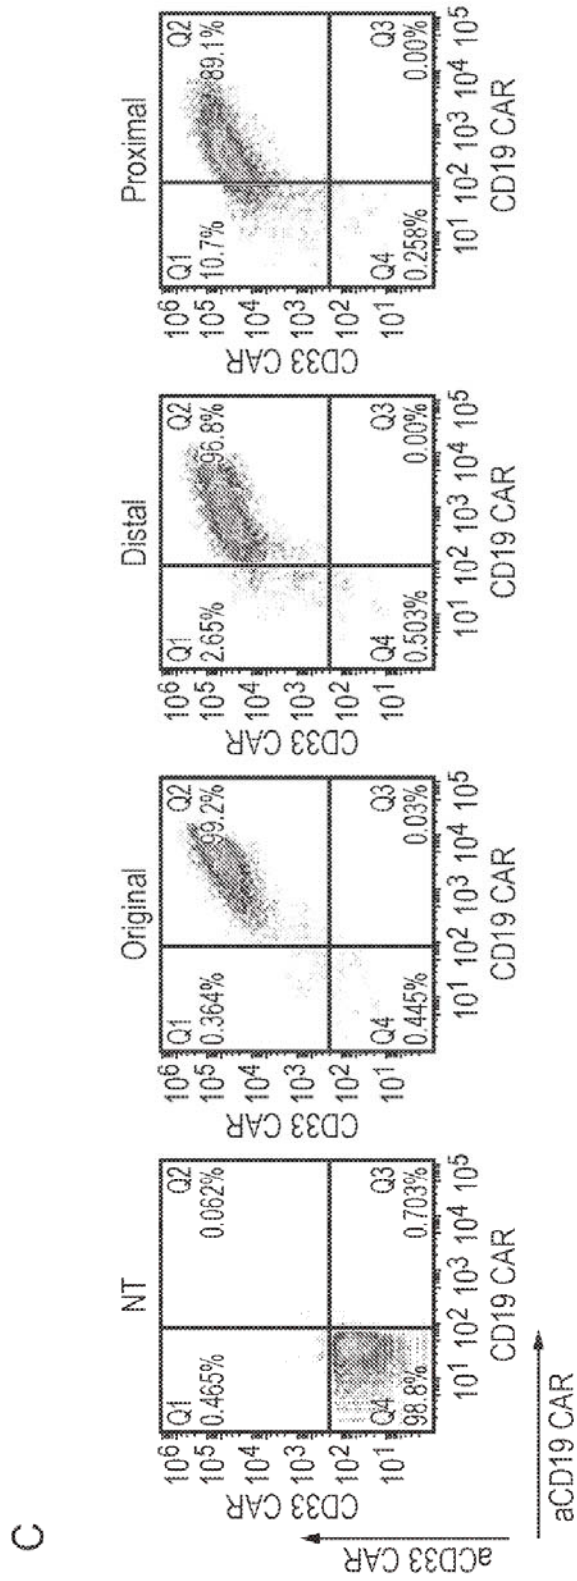 C
NT
Q1
0.465%
Q2
0.062%
Q4
98.8%
Q3
0.703%
10⁶
10⁵
10⁴
10³
10²
10¹
CD33 CAR
10¹ 10² 10³ 10⁴ 10⁵
CD19 CAR
Original
Q1
0.364%
Q2
99.2%
Q4
0.445%
Q3
0.03%
10⁶
10⁵
10⁴
10³
10²
10¹
CD33 CAR
10¹ 10² 10³ 10⁴ 10⁵
CD19 CAR
Distal
Q1
2.65%
Q2
96.8%
Q4
0.503%
Q3
0.00%
10⁶
10⁵
10⁴
10³
10²
10¹
CD33 CAR
10¹ 10² 10³ 10⁴ 10⁵
CD19 CAR
Proximal
Q1
10.7%
Q2
89.1%
Q4
0.258%
Q3
0.00%
10⁶
10⁵
10⁴
10³
10²
10¹
CD33 CAR
10¹ 10² 10³ 10⁴ 10⁵
CD19 CAR
aCD33 CAR
aCD19 CAR